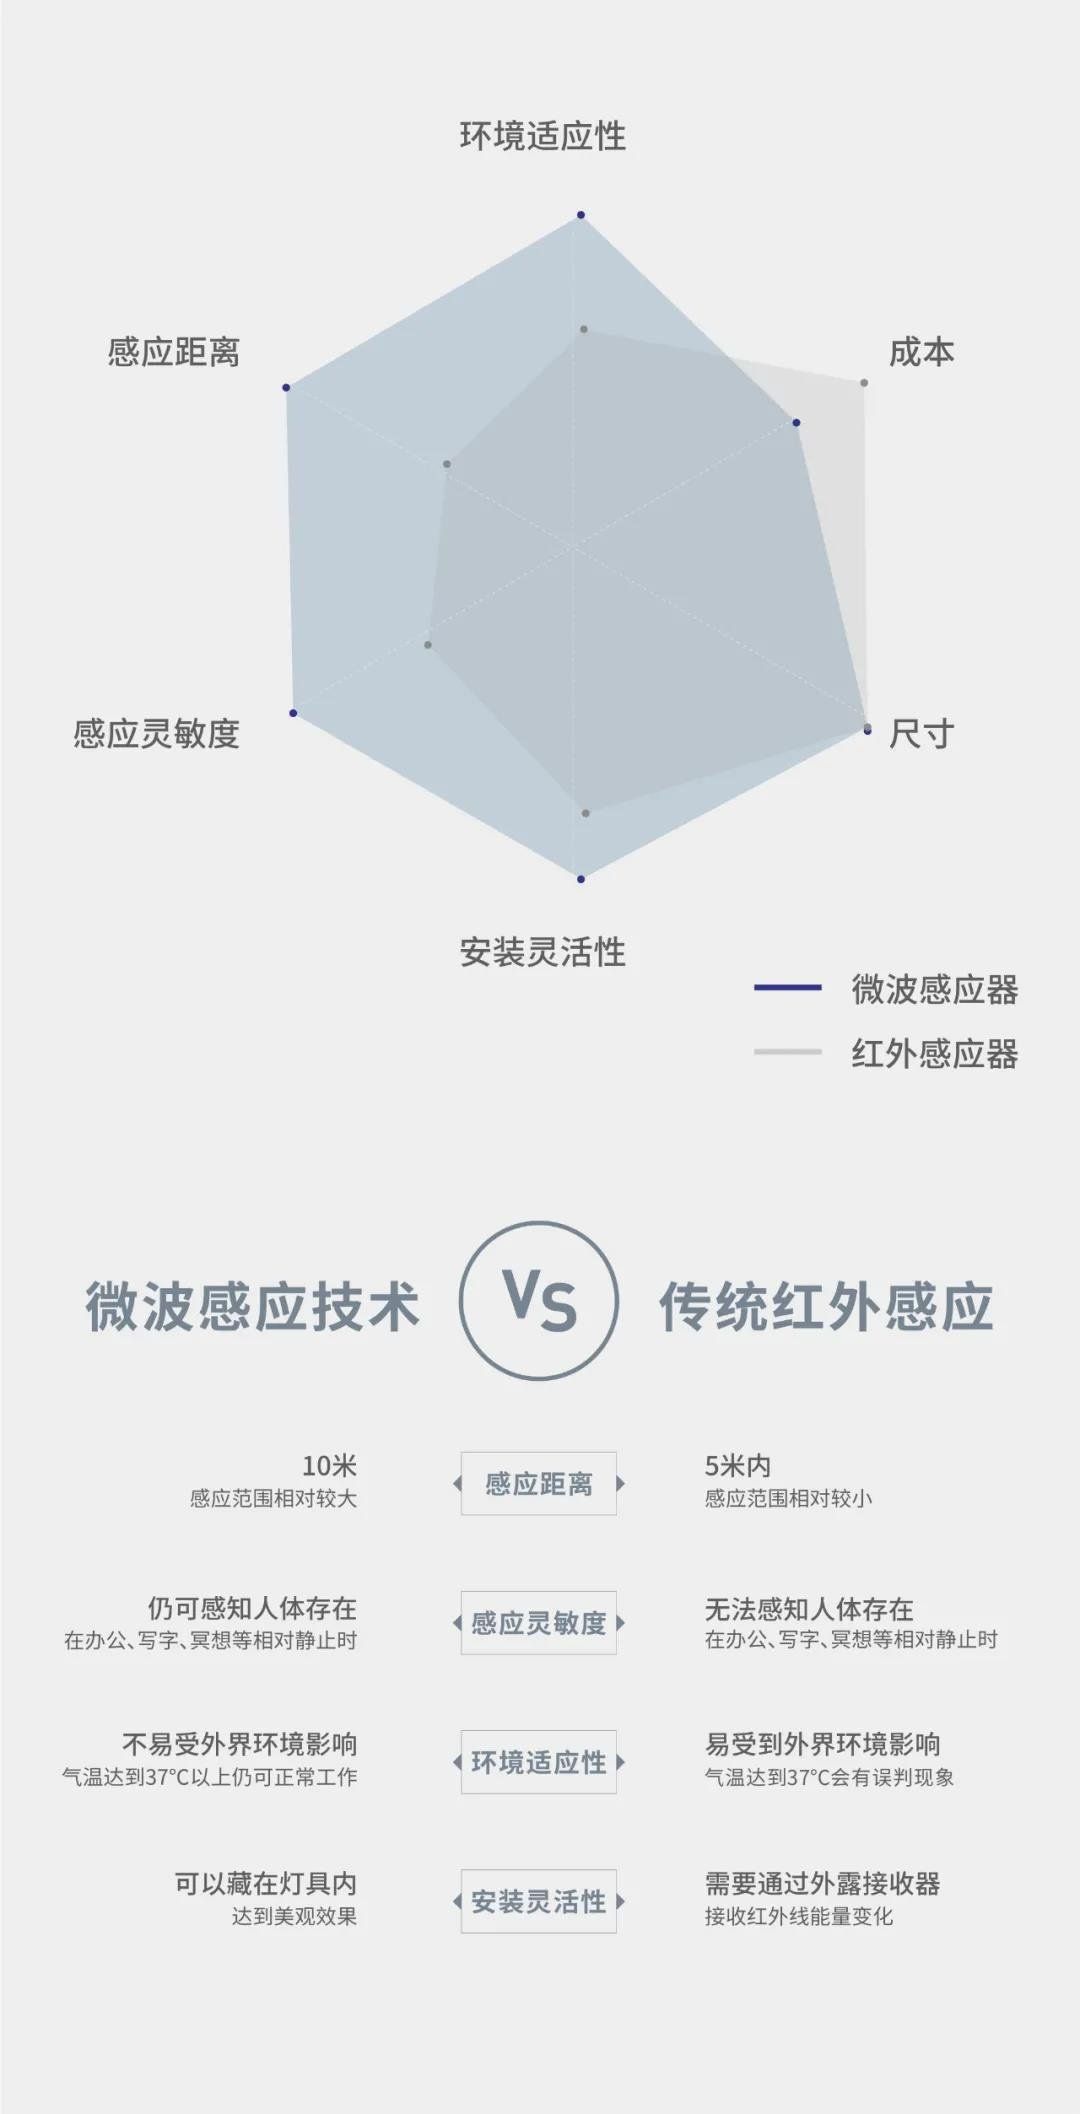 环境适应性
感应距离
成本
感应灵敏度
尺寸
安装灵活性
微波感应器
红外感应器
微波感应技术
VS
传统红外感应
10米
感应范围相对较大
感应距离
5米内
感应范围相对较小
仍可感知人体存在
在办公、写字、冥想等相对静止时
感应灵敏度
无法感知人体存在
在办公、写字、冥想等相对静止时
不易受外界环境影响
气温达到37℃以上仍可正常工作
环境适应性
易受到外界环境影响
气温达到37℃会有误判现象
可以藏在灯具内
达到美观效果
安装灵活性
需要通过外露接收器
接收红外线能量变化